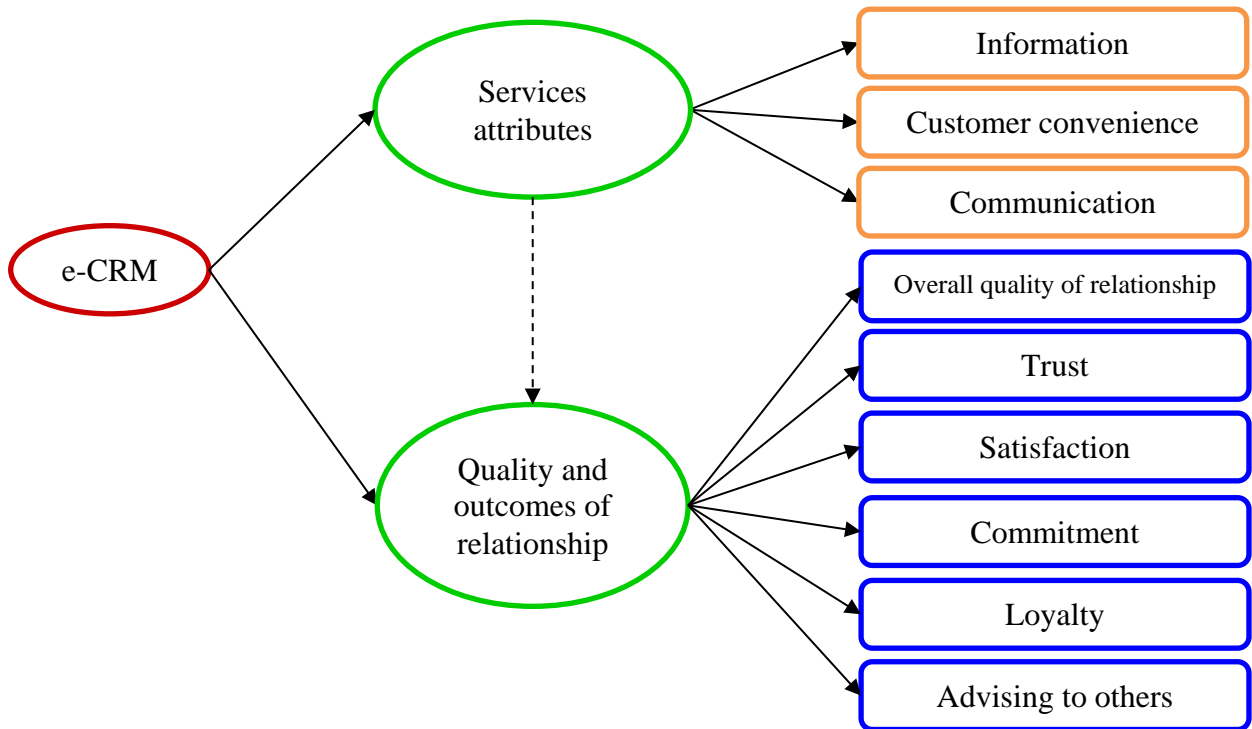 Information
Services
attributes
Customer convenience
Communication
e-CRM
Overall quality of relationship
Trust
Satisfaction
Quality and
outcomes of
relationship
Commitment
Loyalty
Advising to others